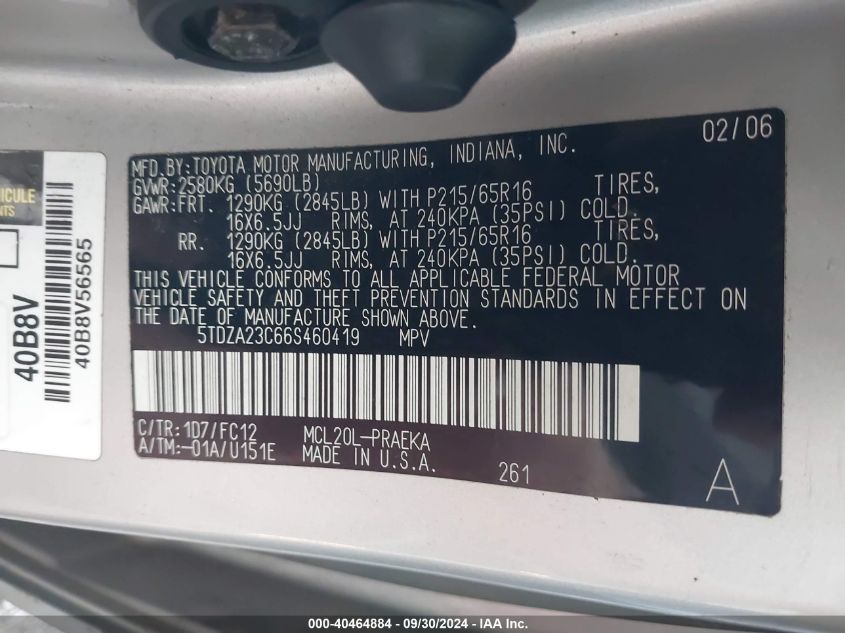 02/06
MFD.BY:TOYOTA MOTOR MANUFACTURING, INDIANA, INC.
GVWR:2580KG (5690LB)
GAWR:FRT. 1290KG (2845LB) WITH P215/65R16 TIRES,
16X6.5JJ RIMS, AT 240KPA (35PSI) COLD.
RR. 1290KG (2845LB) WITH P215/65R16 TIRES,
16X6.5JJ RIMS, AT 240KPA (35PSI) COLD.
THIS VEHICLE CONFORMS TO ALL APPLICABLE FEDERAL MOTOR
VEHICLE SAFETY AND THEFT PREVENTION STANDARDS IN EFFECT ON
THE DATE OF MANUFACTURE SHOWN ABOVE.
5TDZA23C66S460419 MPV
C/TR:1D7/FC12 MCL20L-PRAEKA
A/TM:-01A/U151E MADE IN U.S.A.
261
A
40B8V
40B8V56565
000-40464884 - 09/30/2024 - IAA Inc.